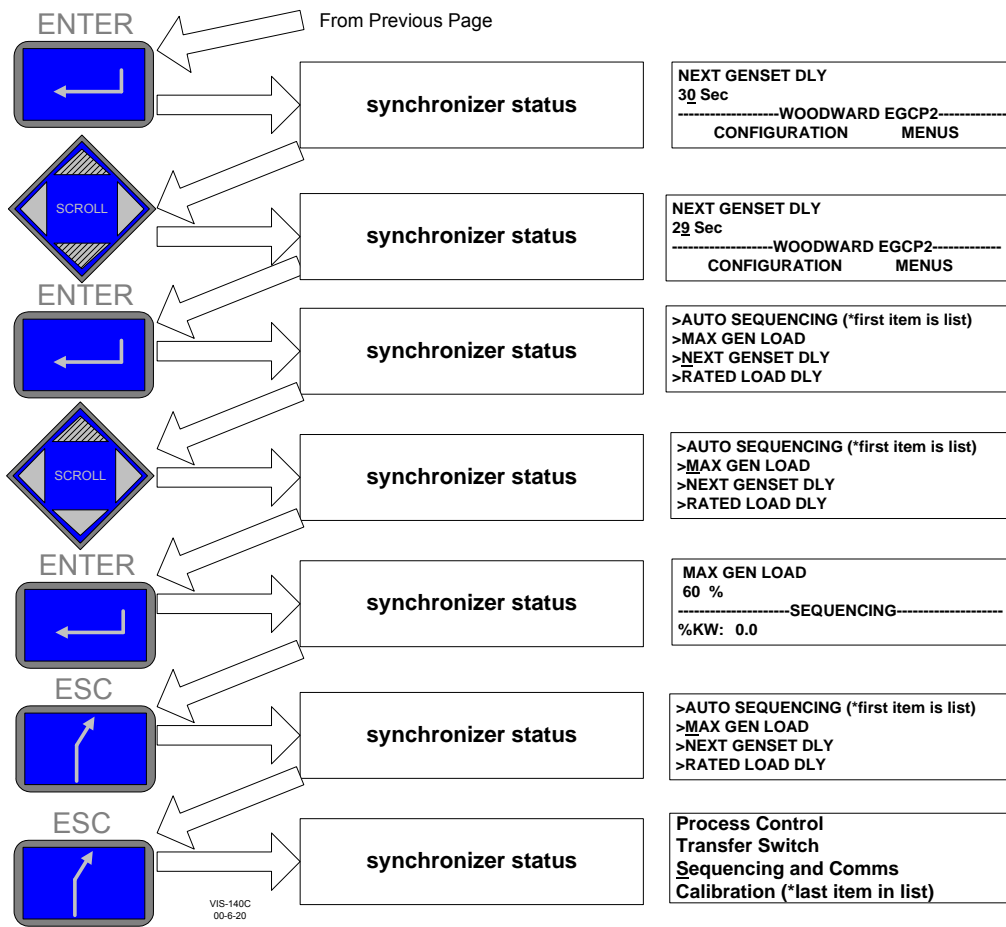 ENTER
From Previous Page
synchronizer status
NEXT GENSET DLY
30 Sec
-------------------WOODWARD EGCP2-------------
CONFIGURATION MENUS
SCROLL
synchronizer status
NEXT GENSET DLY
29 Sec
-------------------WOODWARD EGCP2-------------
CONFIGURATION MENUS
ENTER
synchronizer status
>AUTO SEQUENCING (*first item is list)
>MAX GEN LOAD
>NEXT GENSET DLY
>RATED LOAD DLY
SCROLL
synchronizer status
>AUTO SEQUENCING (*first item is list)
>MAX GEN LOAD
>NEXT GENSET DLY
>RATED LOAD DLY
ENTER
synchronizer status
MAX GEN LOAD
60 %
---------------------SEQUENCING--------------------
%KW: 0.0
ESC
synchronizer status
>AUTO SEQUENCING (*first item is list)
>MAX GEN LOAD
>NEXT GENSET DLY
>RATED LOAD DLY
ESC
synchronizer status
Process Control
Transfer Switch
Sequencing and Comms
Calibration (*last item in list)
VIS-140C
00-6-20